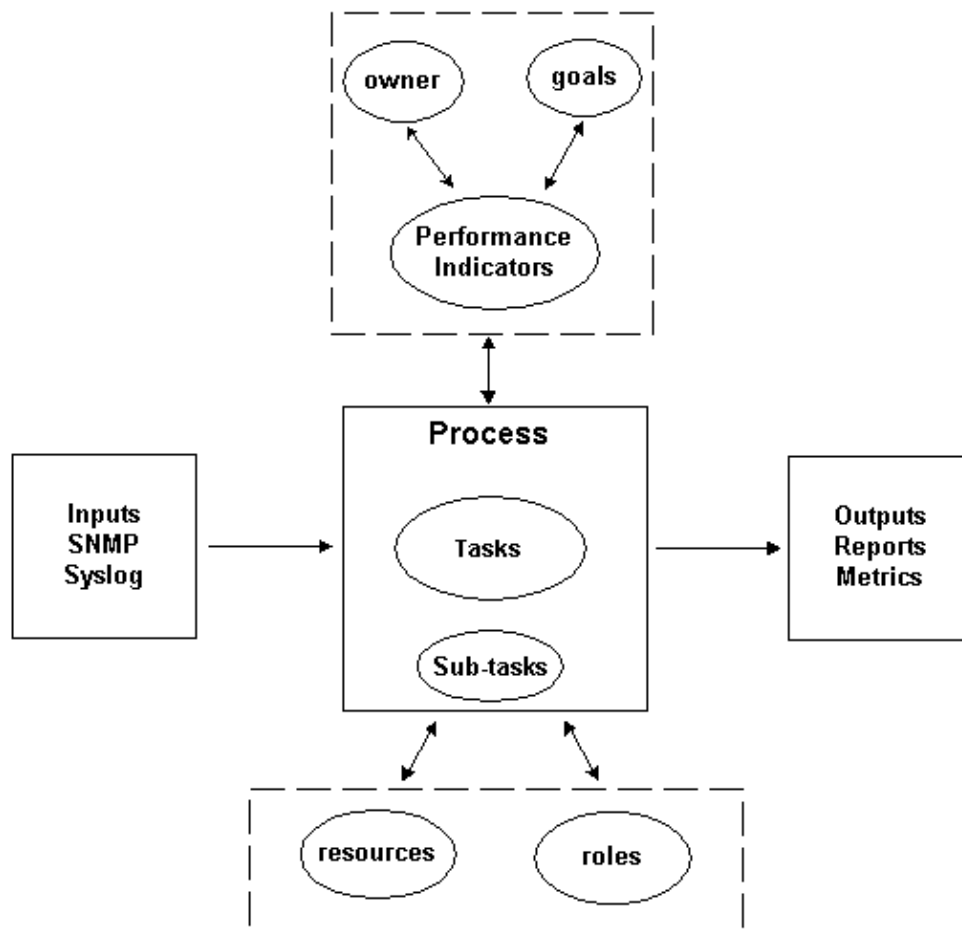 owner
goals
Performance
Indicators
Process
Inputs
SNMP
Syslog
Tasks
Outputs
Reports
Metrics
Sub-tasks
resources
roles